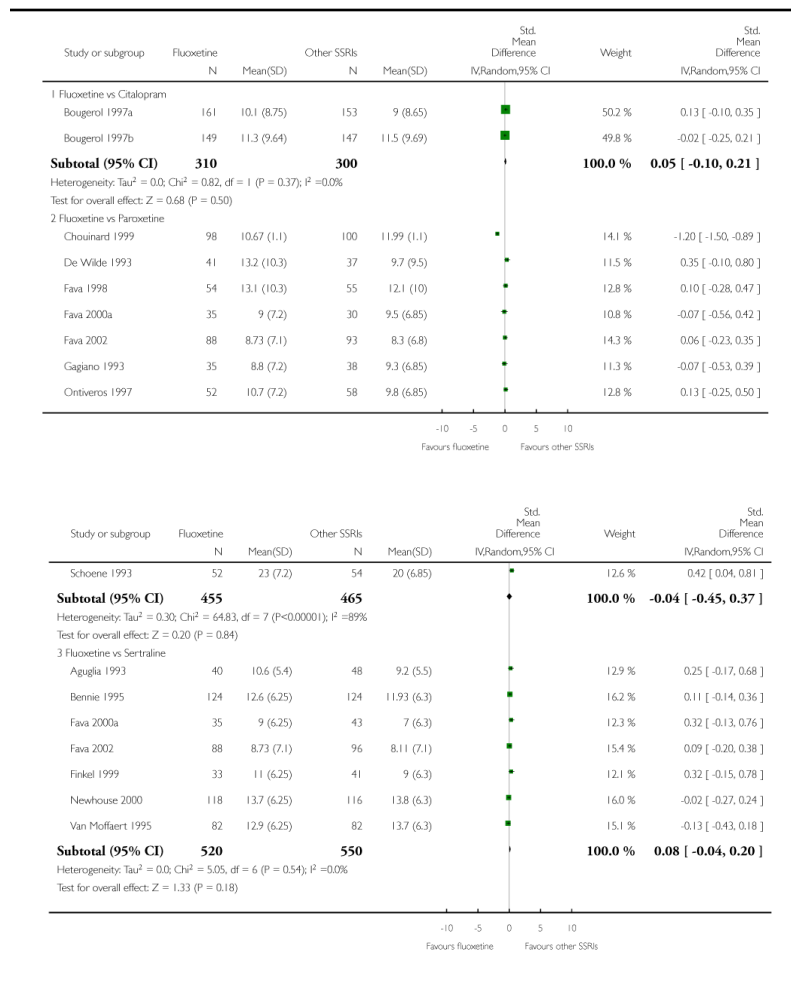 Study or subgroup Fluoxetine Other SSRIs Std. Mean Difference Weight Std. Mean Difference
N Mean(SD) N Mean(SD) IV,Random,95% CI IV,Random,95% CI
1 Fluoxetine vs Citalopram
Bougerol 1997a 161 10.1 (8.75) 153 9 (8.65) 50.2 % 0.13 [ -0.10, 0.35 ]
Bougerol 1997b 149 11.3 (9.64) 147 11.5 (9.69) 49.8 % -0.02 [ -0.25, 0.21 ]
Subtotal (95% CI) 310 300 100.0 % 0.05 [ -0.10, 0.21 ]
Heterogeneity: Tau² = 0.0; Chi² = 0.82, df = 1 (P = 0.37); I² =0.0%
Test for overall effect: Z = 0.68 (P = 0.50)
2 Fluoxetine vs Paroxetine
Chouinard 1999 98 10.67 (1.1) 100 11.99 (1.1) 14.1 % -1.20 [ -1.50, -0.89 ]
De Wilde 1993 41 13.2 (10.3) 37 9.7 (9.5) 11.5 % 0.35 [ -0.10, 0.80 ]
Fava 1998 54 13.1 (10.3) 55 12.1 (10) 12.8 % 0.10 [ -0.28, 0.47 ]
Fava 2000a 35 9 (7.2) 30 9.5 (6.85) 10.8 % -0.07 [ -0.56, 0.42 ]
Fava 2002 88 8.73 (7.1) 93 8.3 (6.8) 14.3 % 0.06 [ -0.23, 0.35 ]
Gagiano 1993 35 8.8 (7.2) 38 9.3 (6.85) 11.3 % -0.07 [ -0.53, 0.39 ]
Ontiveros 1997 52 10.7 (7.2) 58 9.8 (6.85) 12.8 % 0.13 [ -0.25, 0.50 ]
-10 -5 0 5 10
Favours fluoxetine Favours other SSRIs
Study or subgroup Fluoxetine Other SSRIs Std. Mean Difference Weight Std. Mean Difference
N Mean(SD) N Mean(SD) IV,Random,95% CI IV,Random,95% CI
Schoene 1993 52 23 (7.2) 54 20 (6.85) 12.6 % 0.42 [ 0.04, 0.81 ]
Subtotal (95% CI) 455 465 100.0 % -0.04 [ -0.45, 0.37 ]
Heterogeneity: Tau² = 0.30; Chi² = 64.83, df = 7 (P<0.00001); I² =89%
Test for overall effect: Z = 0.20 (P = 0.84)
3 Fluoxetine vs Sertraline
Aguglia 1993 40 10.6 (5.4) 48 9.2 (5.5) 12.9 % 0.25 [ -0.17, 0.68 ]
Bennie 1995 124 12.6 (6.25) 124 11.93 (6.3) 16.2 % 0.11 [ -0.14, 0.36 ]
Fava 2000a 35 9 (6.25) 43 7 (6.3) 12.3 % 0.32 [ -0.13, 0.76 ]
Fava 2002 88 8.73 (7.1) 96 8.11 (7.1) 15.4 % 0.09 [ -0.20, 0.38 ]
Finkel 1999 33 11 (6.25) 41 9 (6.3) 12.1 % 0.32 [ -0.15, 0.78 ]
Newhouse 2000 118 13.7 (6.25) 116 13.8 (6.3) 16.0 % -0.02 [ -0.27, 0.24 ]
Van Moffaert 1995 82 12.9 (6.25) 82 13.7 (6.3) 15.1 % -0.13 [ -0.43, 0.18 ]
Subtotal (95% CI) 520 550 100.0 % 0.08 [ -0.04, 0.20 ]
Heterogeneity: Tau² = 0.0; Chi² = 5.05, df = 6 (P = 0.54); I² =0.0%
Test for overall effect: Z = 1.33 (P = 0.18)
-10 -5 0 5 10
Favours fluoxetine Favours other SSRIs